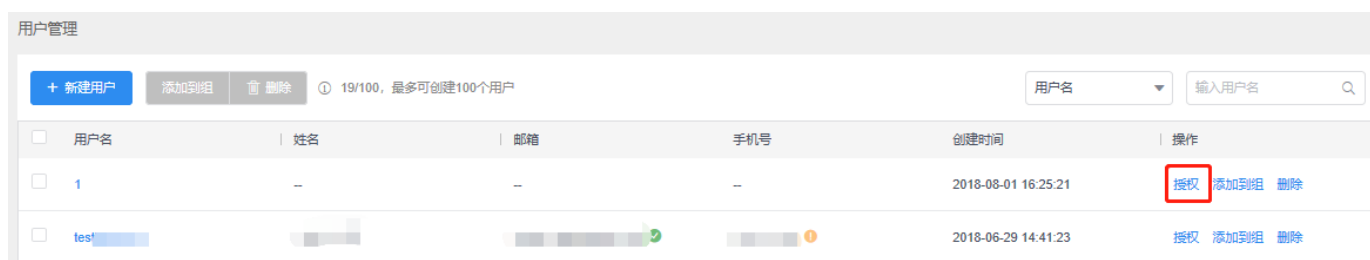 用户管理
+ 新建用户 添加到组 删除 19/100，最多可创建100个用户 用户名 输入用户名
用户名 姓名 邮箱 手机号 创建时间 操作
1 -- -- -- 2018-08-01 16:25:21 授权 添加到组 删除
test 2018-06-29 14:41:23 授权 添加到组 删除